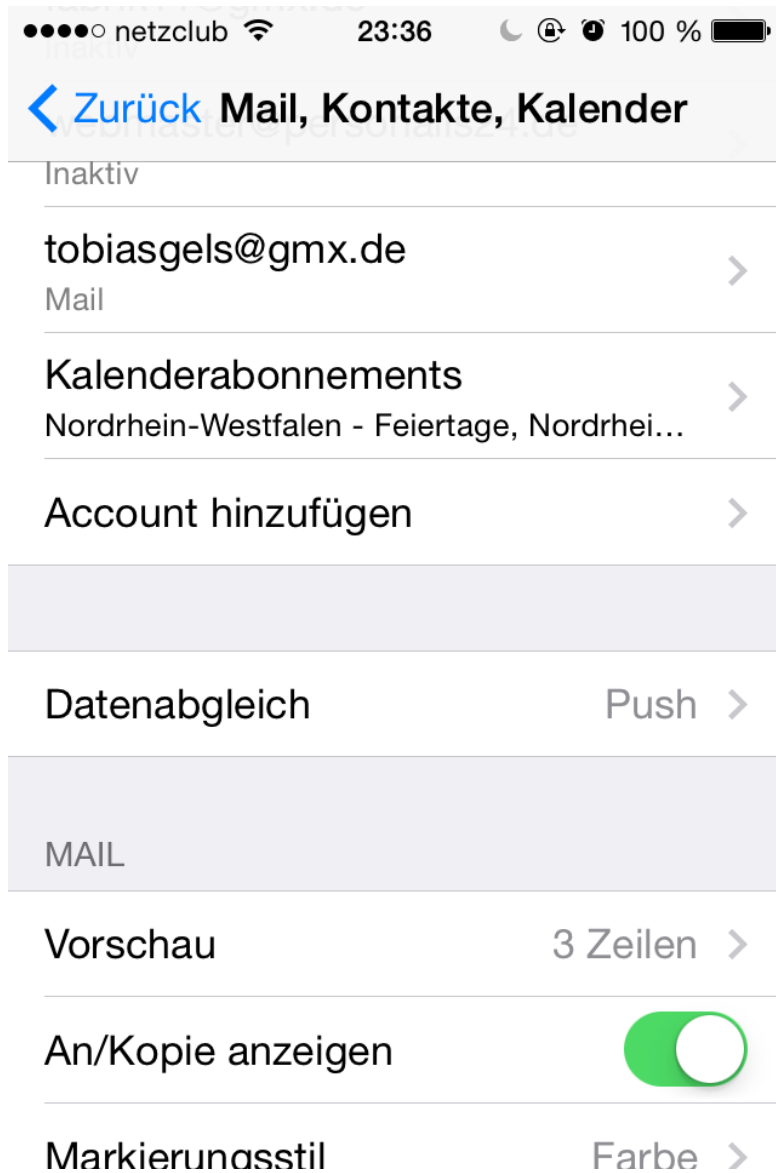 netzclub 23:36 100 %
Inaktiv
Zurück Mail, Kontakte, Kalender
Inaktiv
tobiasgels@gmx.de
Mail
Kalenderabonnements
Nordrhein-Westfalen - Feiertage, Nordrhei…
Account hinzufügen
Datenabgleich Push
MAIL
Vorschau 3 Zeilen
An/Kopie anzeigen
Markierungsstil Farbe